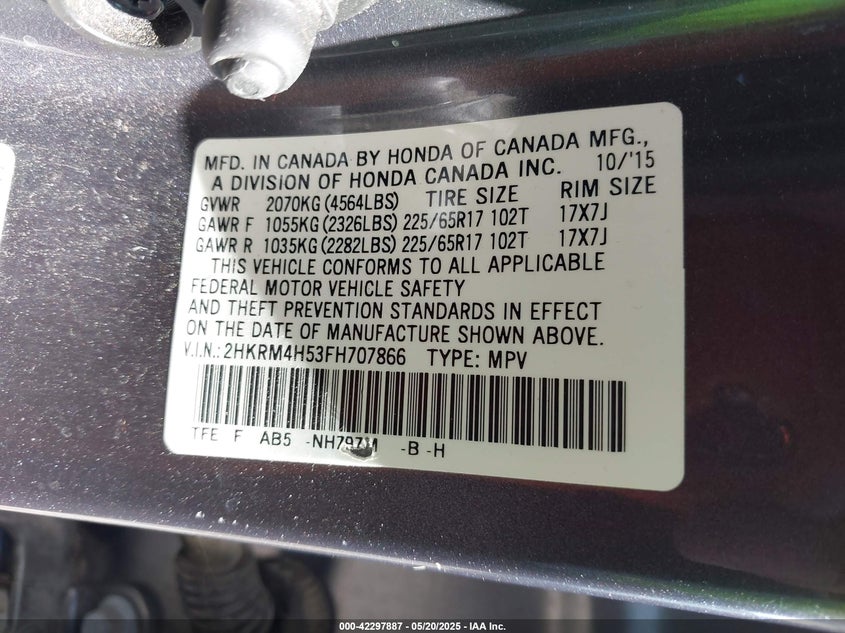 MFD. IN CANADA BY HONDA OF CANADA MFG.,
A DIVISION OF HONDA CANADA INC. 10/'15
GVWR 2070KG (4564LBS) TIRE SIZE RIM SIZE
GAWR F 1055KG (2326LBS) 225/65R17 102T 17X7J
GAWR R 1035KG (2282LBS) 225/65R17 102T 17X7J
THIS VEHICLE CONFORMS TO ALL APPLICABLE
FEDERAL MOTOR VEHICLE SAFETY
AND THEFT PREVENTION STANDARDS IN EFFECT
ON THE DATE OF MANUFACTURE SHOWN ABOVE.
V.I.N.: 2HKRM4H53FH707866 TYPE: MPV
TFE F AB5 -NH797M -B -H
000-42297887 - 05/20/2025 - IAA Inc.